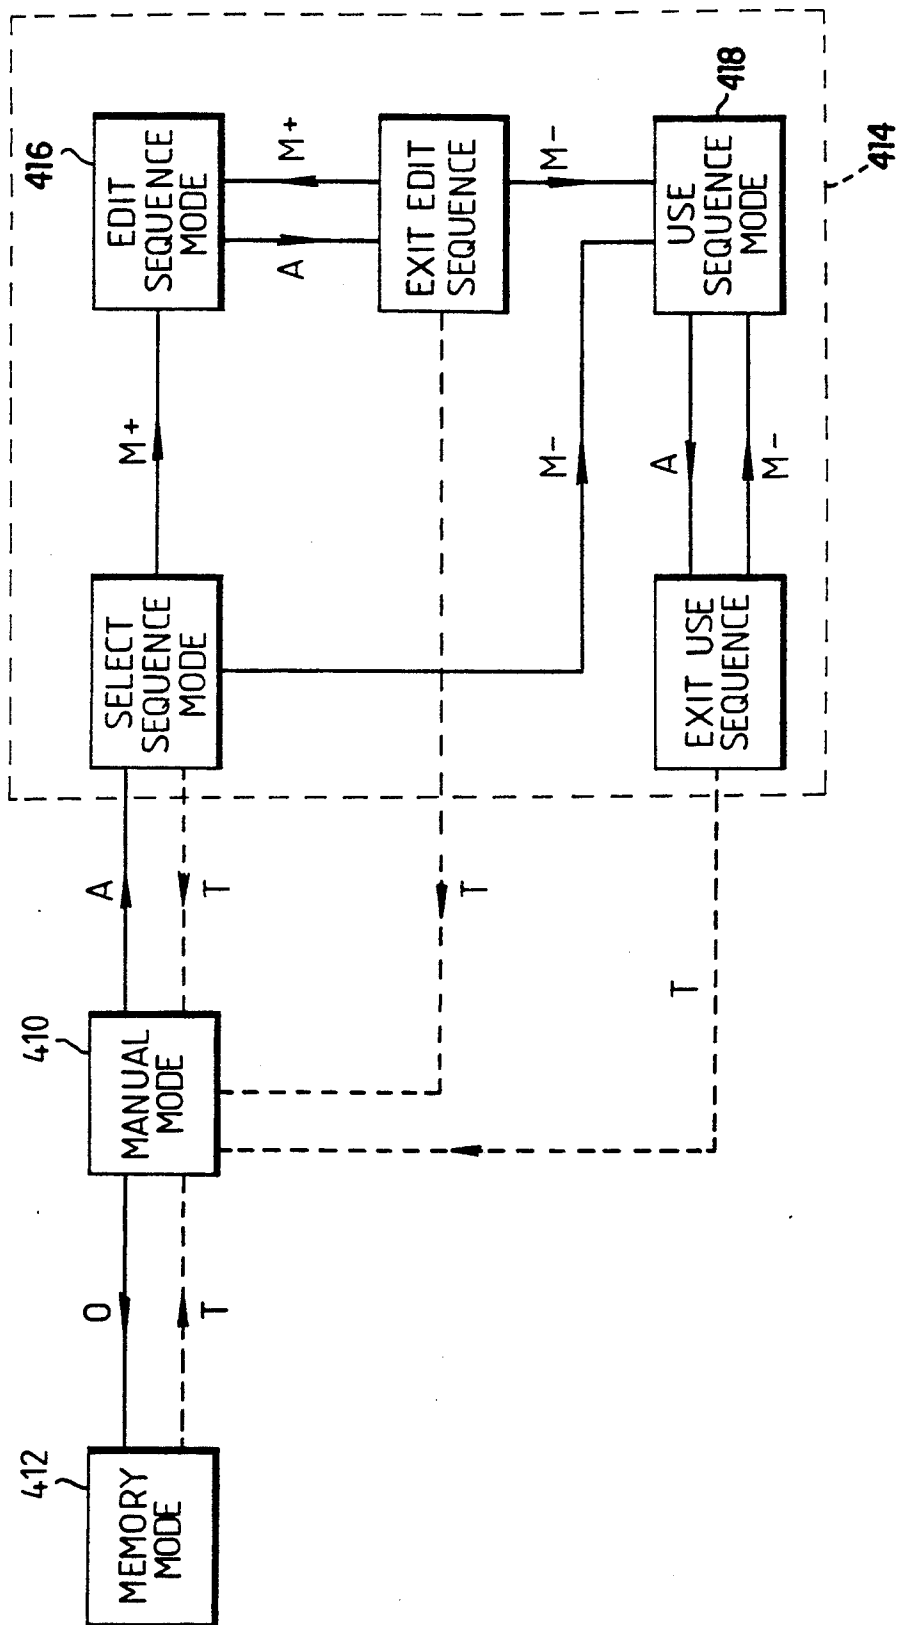 412
MEMORY
MODE
O
T
410
MANUAL
MODE
A
T
T
T
SELECT
SEQUENCE
MODE
M+
M-
416
EDIT
SEQUENCE
MODE
A
M+
EXIT EDIT
SEQUENCE
M-
418
USE
SEQUENCE
MODE
A
M-
EXIT USE
SEQUENCE
414